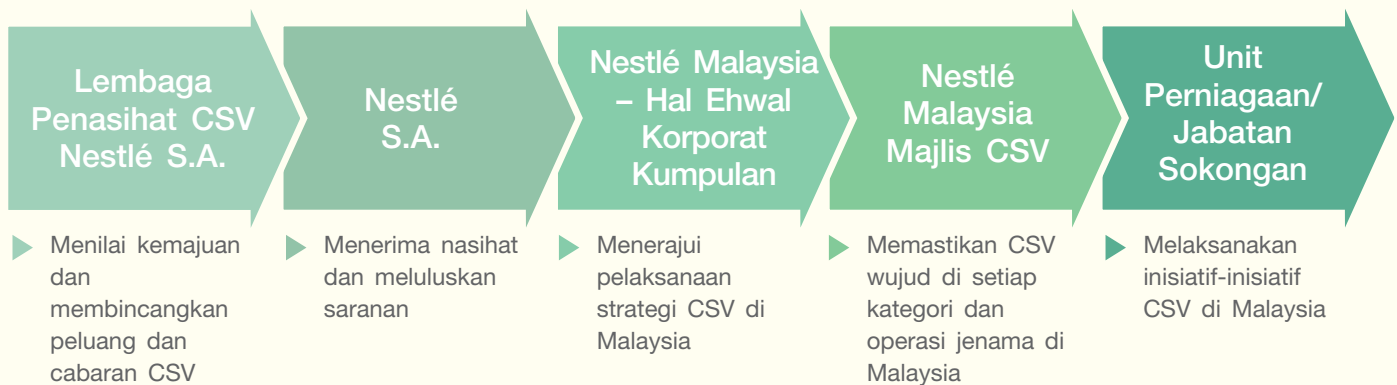 Lembaga
Penasihat CSV
Nestlé S.A.
Nestlé
S.A.
Nestlé Malaysia
– Hal Ehwal
Korporat
Kumpulan
Nestlé
Malaysia
Majlis CSV
Unit
Perniagaan/
Jabatan
Sokongan
Menilai kemajuan
dan
membincangkan
peluang dan
cabaran CSV
Menerima nasihat
dan meluluskan
saranan
Menerajui
pelaksanaan
strategi CSV di
Malaysia
Memastikan CSV
wujud di setiap
kategori dan
operasi jenama di
Malaysia
Melaksanakan
inisiatif-inisiatif
CSV di Malaysia